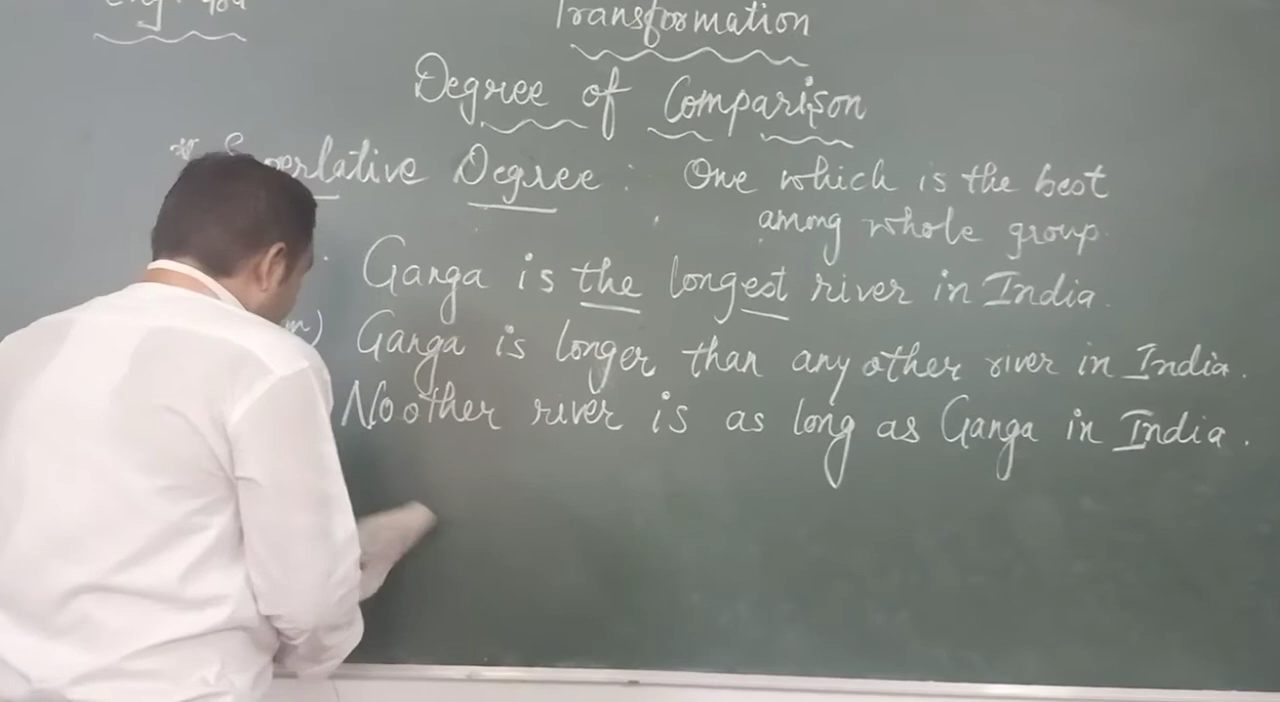 Transformation
Degree of Comparison
Superlative Degree : One which is the best
among whole group.
Ganga is the longest river in India.
Ganga is longer than any other river in India.
No other river is as long as Ganga in India.